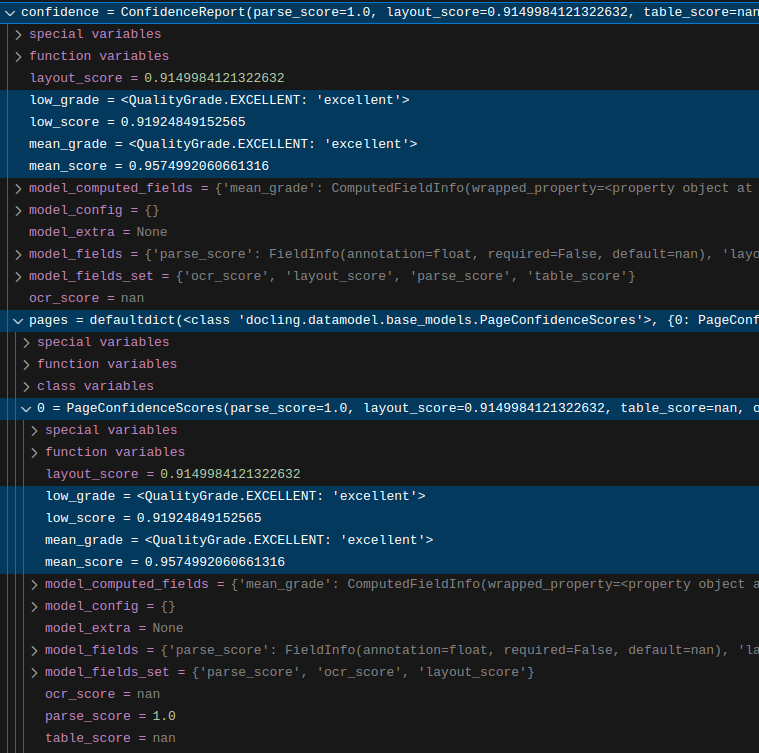 confidence = ConfidenceReport(parse_score=1.0, layout_score=0.9149984121322632, table_score=nan
special variables
function variables
layout_score = 0.9149984121322632
low_grade = <QualityGrade.EXCELLENT: 'excellent'>
low_score = 0.91924849152565
mean_grade = <QualityGrade.EXCELLENT: 'excellent'>
mean_score = 0.9574992060661316
model_computed_fields = {'mean_grade': ComputedFieldInfo(wrapped_property=<property object at
model_config = {}
model_extra = None
model_fields = {'parse_score': FieldInfo(annotation=float, required=False, default=nan), 'layo
model_fields_set = {'ocr_score', 'layout_score', 'parse_score', 'table_score'}
ocr_score = nan
pages = defaultdict(<class 'docling.datamodel.base_models.PageConfidenceScores'>, {0: PageConf
special variables
function variables
class variables
0 = PageConfidenceScores(parse_score=1.0, layout_score=0.9149984121322632, table_score=nan, o
special variables
function variables
layout_score = 0.9149984121322632
low_grade = <QualityGrade.EXCELLENT: 'excellent'>
low_score = 0.91924849152565
mean_grade = <QualityGrade.EXCELLENT: 'excellent'>
mean_score = 0.9574992060661316
model_computed_fields = {'mean_grade': ComputedFieldInfo(wrapped_property=<property object a
model_config = {}
model_extra = None
model_fields = {'parse_score': FieldInfo(annotation=float, required=False, default=nan), 'la
model_fields_set = {'parse_score', 'ocr_score', 'layout_score'}
ocr_score = nan
parse_score = 1.0
table_score = nan